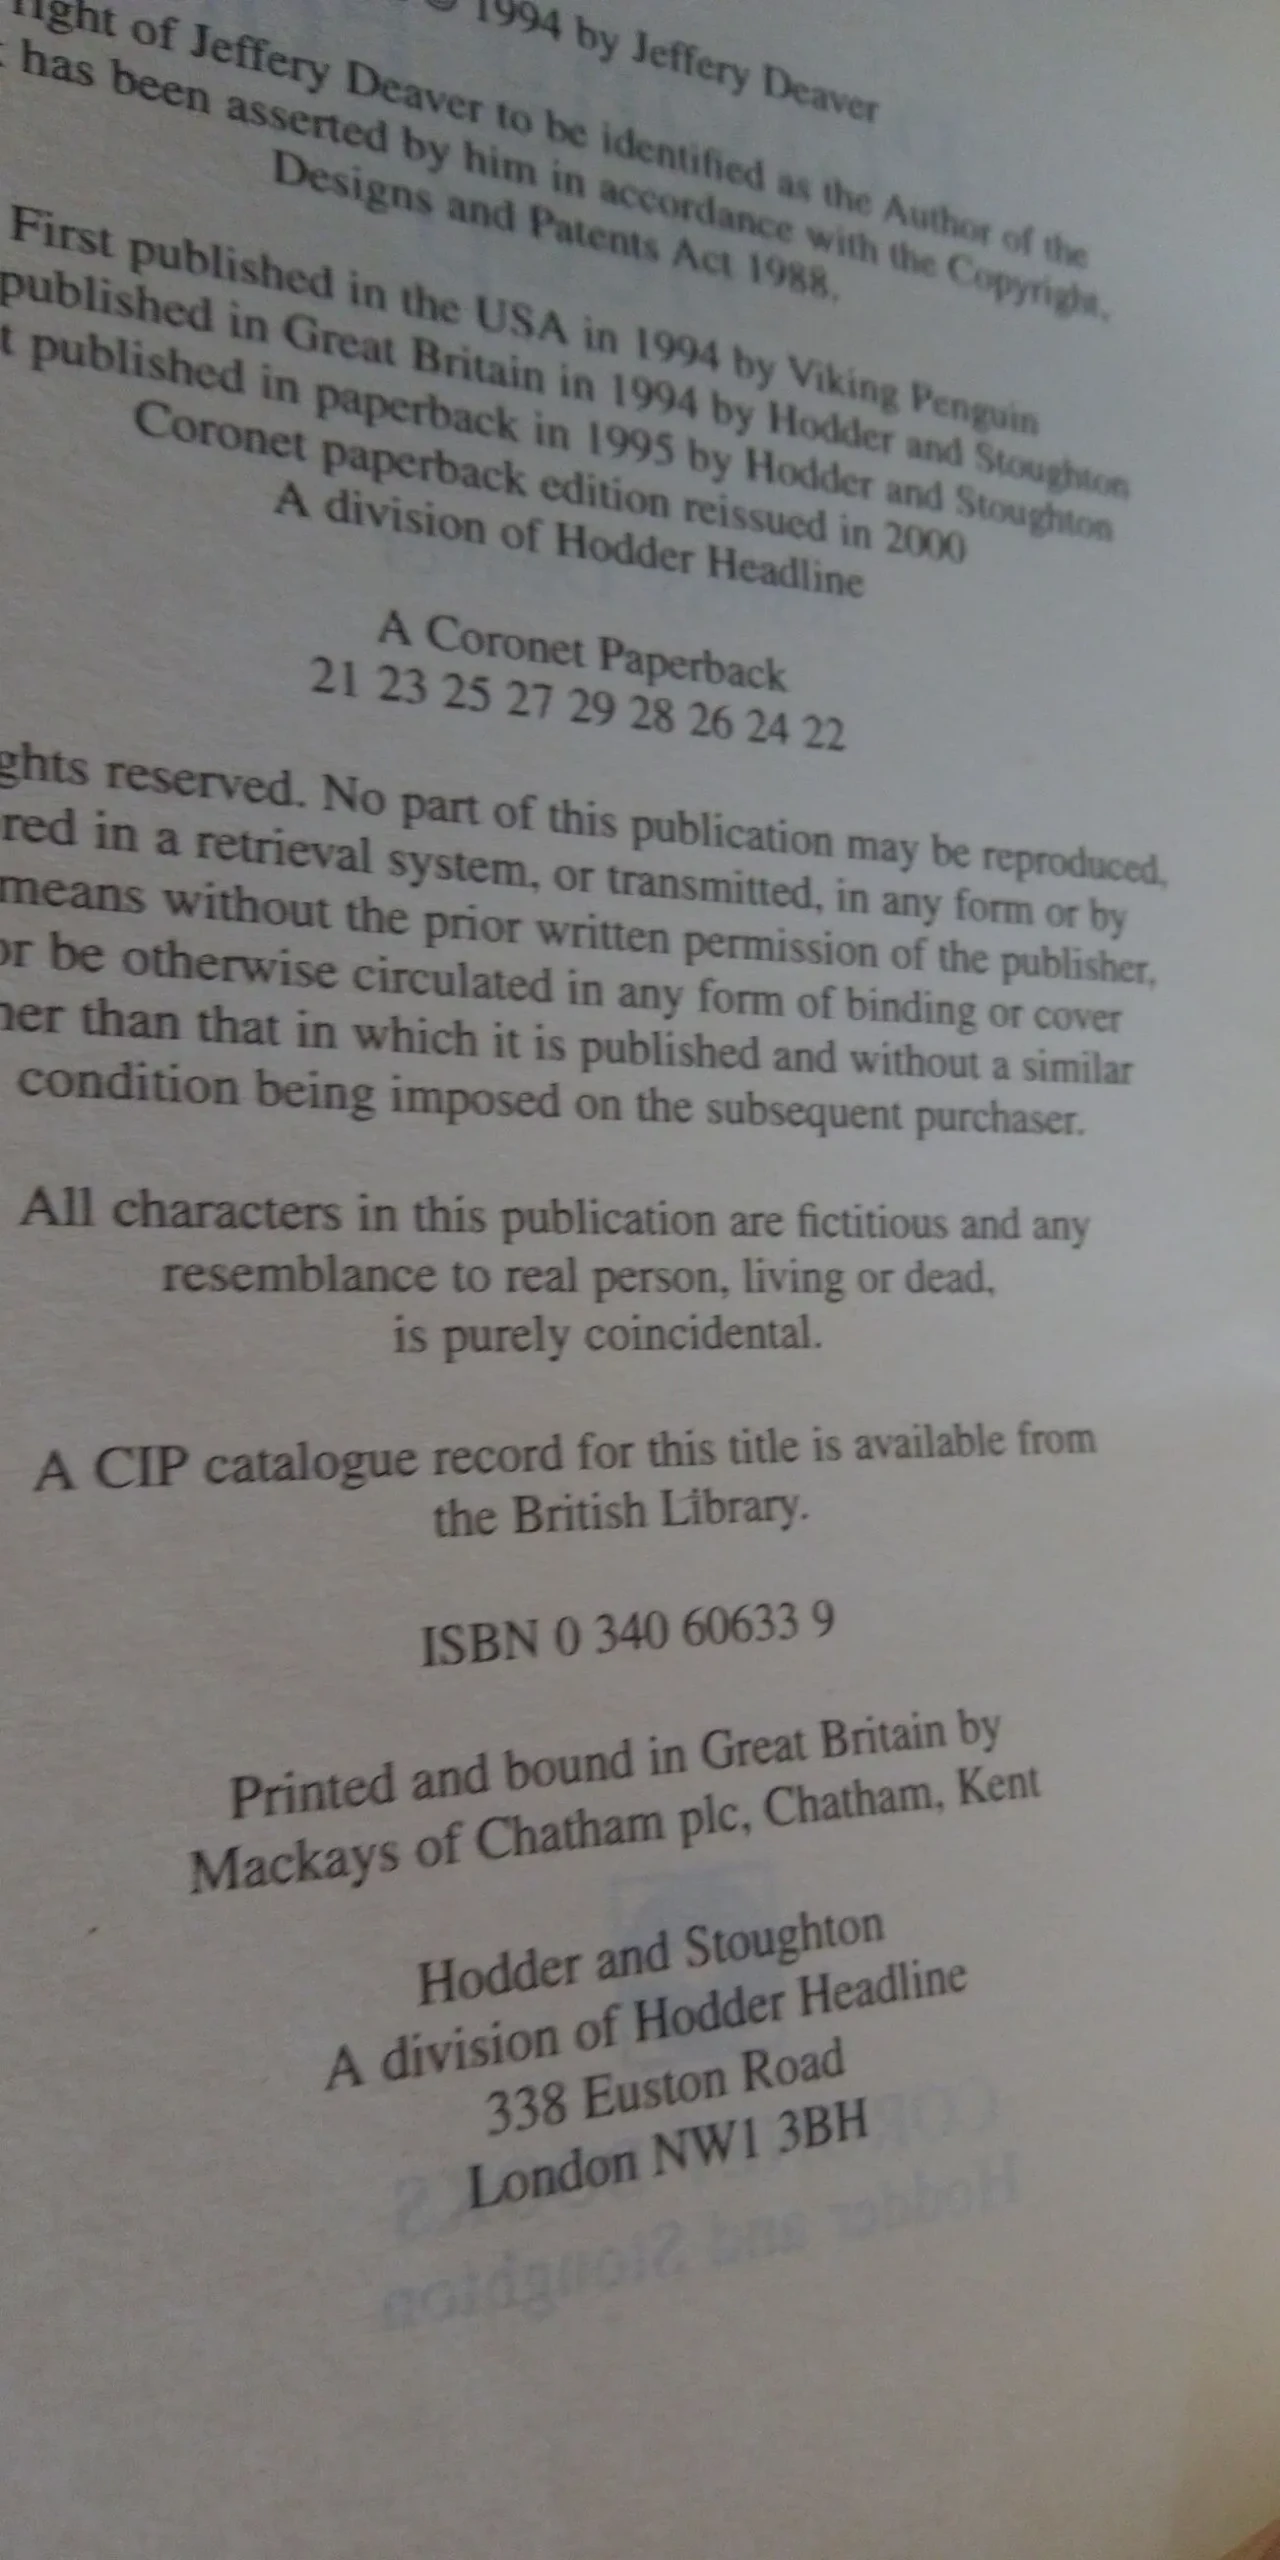 © 1994 by Jeffery Deaver
right of Jeffery Deaver to be identified as the Author of the
has been asserted by him in accordance with the Copyright,
Designs and Patents Act 1988.
First published in the USA in 1994 by Viking Penguin
published in Great Britain in 1994 by Hodder and Stoughton
t published in paperback in 1995 by Hodder and Stoughton
Coronet paperback edition reissued in 2000
A division of Hodder Headline
A Coronet Paperback
21 23 25 27 29 28 26 24 22
ghts reserved. No part of this publication may be reproduced,
red in a retrieval system, or transmitted, in any form or by
means without the prior written permission of the publisher,
or be otherwise circulated in any form of binding or cover
her than that in which it is published and without a similar
condition being imposed on the subsequent purchaser.
All characters in this publication are fictitious and any
resemblance to real person, living or dead,
is purely coincidental.
A CIP catalogue record for this title is available from
the British Library.
ISBN 0 340 60633 9
Printed and bound in Great Britain by
Mackays of Chatham plc, Chatham, Kent
Hodder and Stoughton
A division of Hodder Headline
338 Euston Road
London NW1 3BH
Hodder and Stoughton